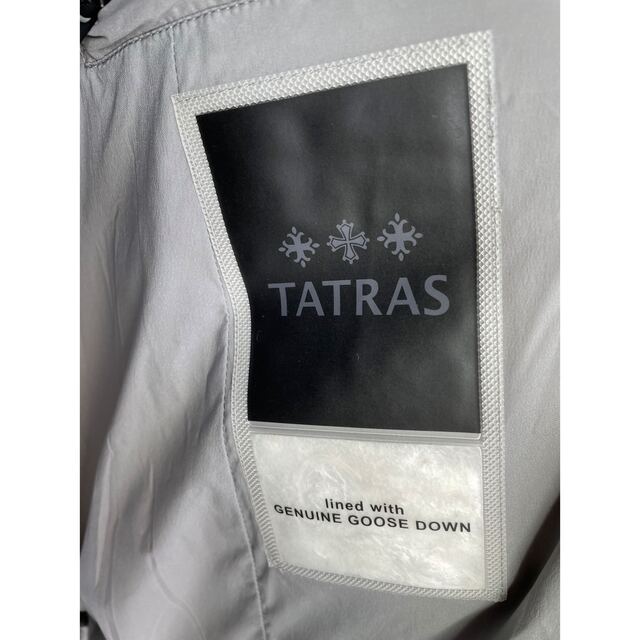 TATRAS
lined with
GENUINE GOOSE DOWN